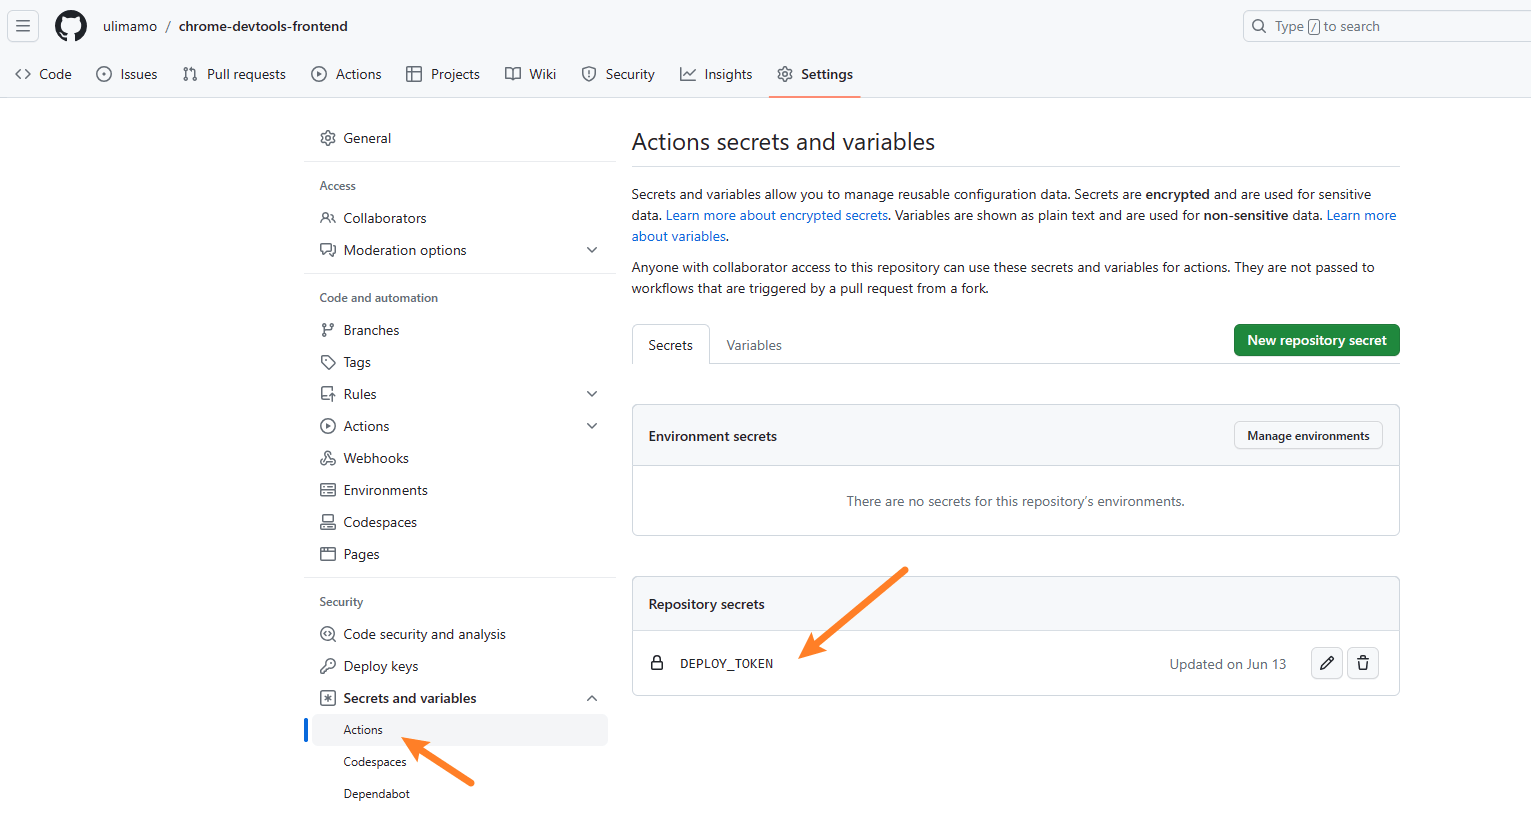 ulimamo / chrome-devtools-frontend
Type / to search
Code Issues Pull requests Actions Projects Wiki Security Insights Settings
General
Access
Collaborators
Moderation options
Code and automation
Branches
Tags
Rules
Actions
Webhooks
Environments
Codespaces
Pages
Security
Code security and analysis
Deploy keys
Secrets and variables
Actions
Codespaces
Dependabot
Actions secrets and variables
Secrets and variables allow you to manage reusable configuration data. Secrets are encrypted and are used for sensitive
data. Learn more about encrypted secrets. Variables are shown as plain text and are used for non-sensitive data. Learn more
about variables.
Anyone with collaborator access to this repository can use these secrets and variables for actions. They are not passed to
workflows that are triggered by a pull request from a fork.
Secrets Variables New repository secret
Environment secrets Manage environments
There are no secrets for this repository's environments.
Repository secrets
DEPLOY_TOKEN Updated on Jun 13